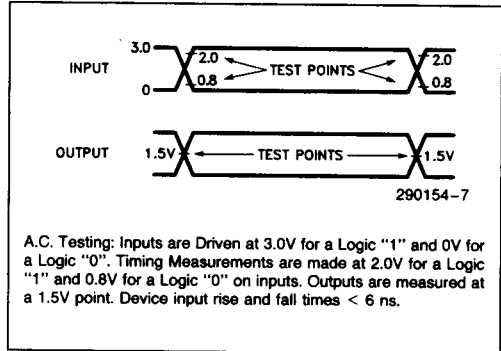 3.0
INPUT
2.0
0.8
TEST POINTS
2.0
0.8
0
OUTPUT
1.5V
TEST POINTS
1.5V
290154-7
A.C. Testing: Inputs are Driven at 3.0V for a Logic "1" and 0V for
a Logic "0". Timing Measurements are made at 2.0V for a Logic
"1" and 0.8V for a Logic "0" on inputs. Outputs are measured at
a 1.5V point. Device input rise and fall times < 6 ns.